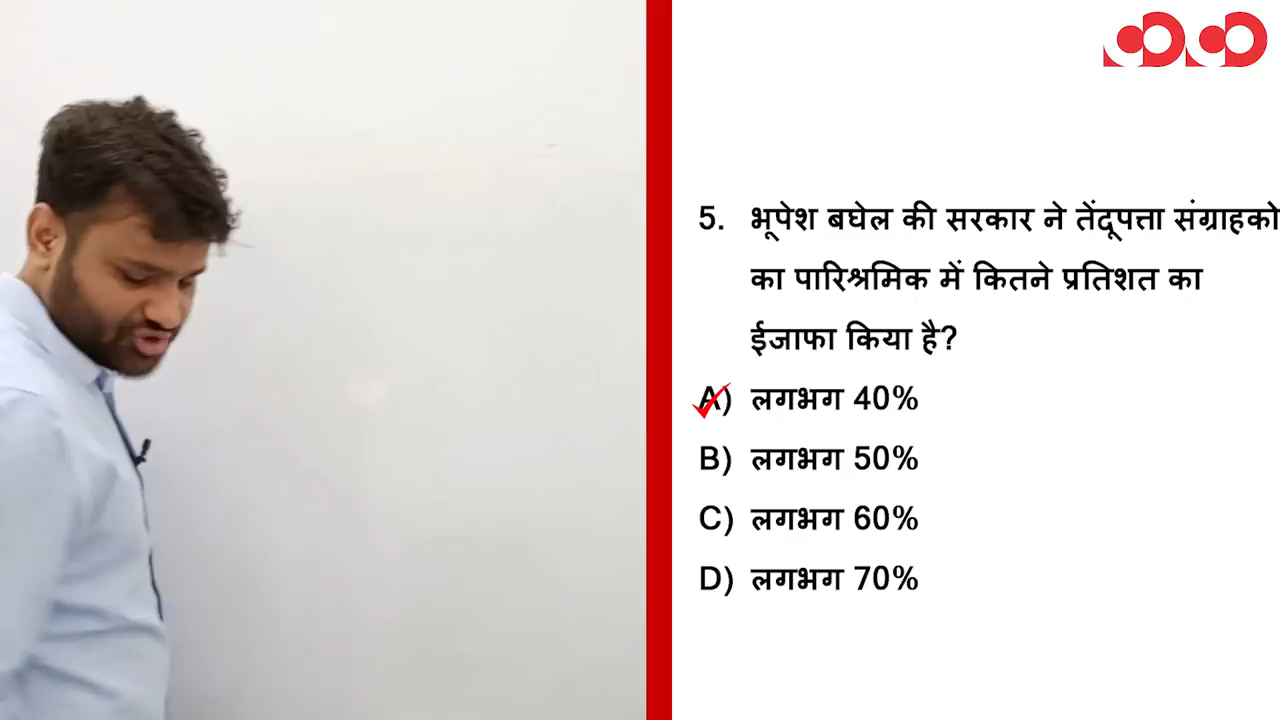 5. भूपेश बघेल की सरकार ने तेंदूपत्ता संग्राहको
का पारिश्रमिक में कितने प्रतिशत का
ईजाफा किया है?
A) लगभग 40%
B) लगभग 50%
C) लगभग 60%
D) लगभग 70%